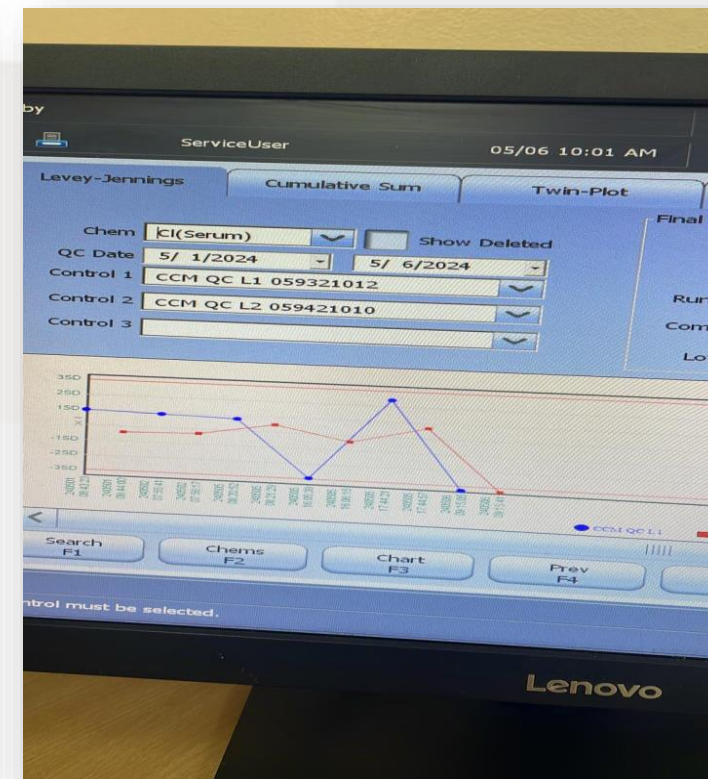 by
ServiceUser 05/06 10:01 AM
Levey-Jennings Cumulative Sum Twin-Plot
Final
Chem Cl(Serum) Show Deleted
QC Date 5/ 1/2024 5/ 6/2024
Control 1 CCM QC L1 059321012
Run
Control 2 CCM QC L2 059421010
Com
Control 3
Lo
3SD
2SD
1SD
X
-1SD
-2SD
-3SD
CCM QC L1
Search
F1
Chems
F2
Chart
F3
Prev
F4
ntrol must be selected.
Lenovo